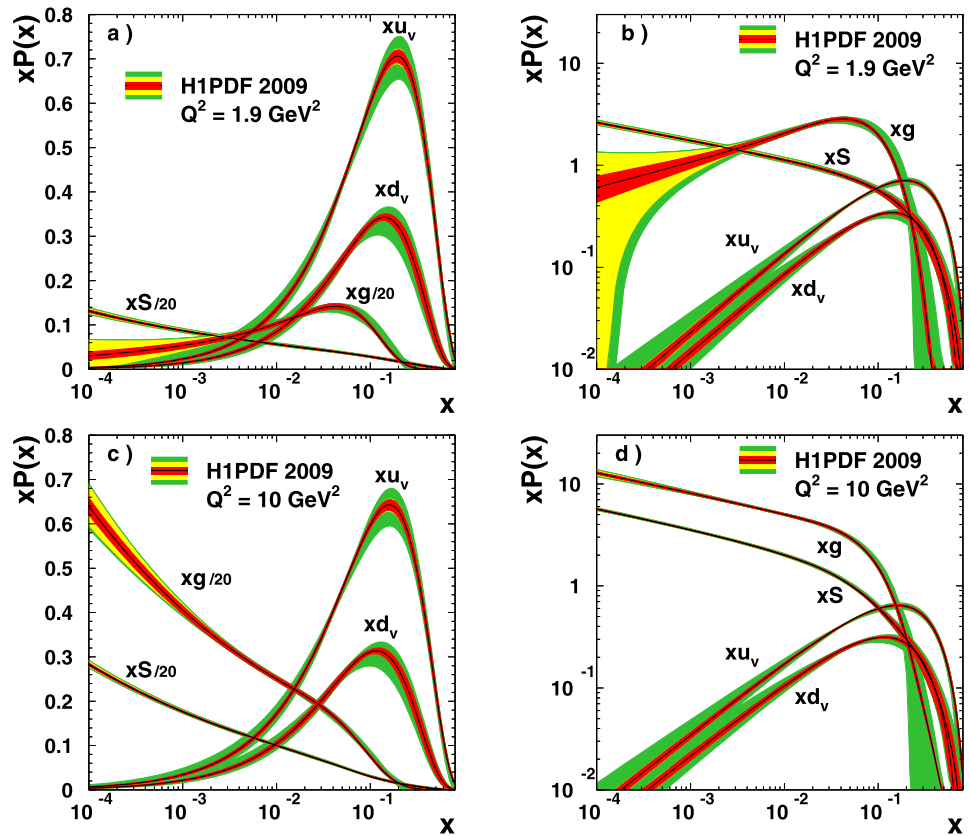 xP(x)
a )
H1PDF 2009
Q² = 1.9 GeV²
xu_v
xd_v
xS/20
xg/20
0.8
0.7
0.6
0.5
0.4
0.3
0.2
0.1
0
10⁻⁴
10⁻³
10⁻²
10⁻¹
x
xP(x)
b )
H1PDF 2009
Q² = 1.9 GeV²
xg
xS
xu_v
xd_v
10
1
10⁻¹
10⁻²
10⁻⁴
10⁻³
10⁻²
10⁻¹
x
xP(x)
c )
H1PDF 2009
Q² = 10 GeV²
xu_v
xg/20
xd_v
xS/20
0.8
0.7
0.6
0.5
0.4
0.3
0.2
0.1
0
10⁻⁴
10⁻³
10⁻²
10⁻¹
x
xP(x)
d )
H1PDF 2009
Q² = 10 GeV²
xg
xS
xu_v
xd_v
10
1
10⁻¹
10⁻²
10⁻⁴
10⁻³
10⁻²
10⁻¹
x